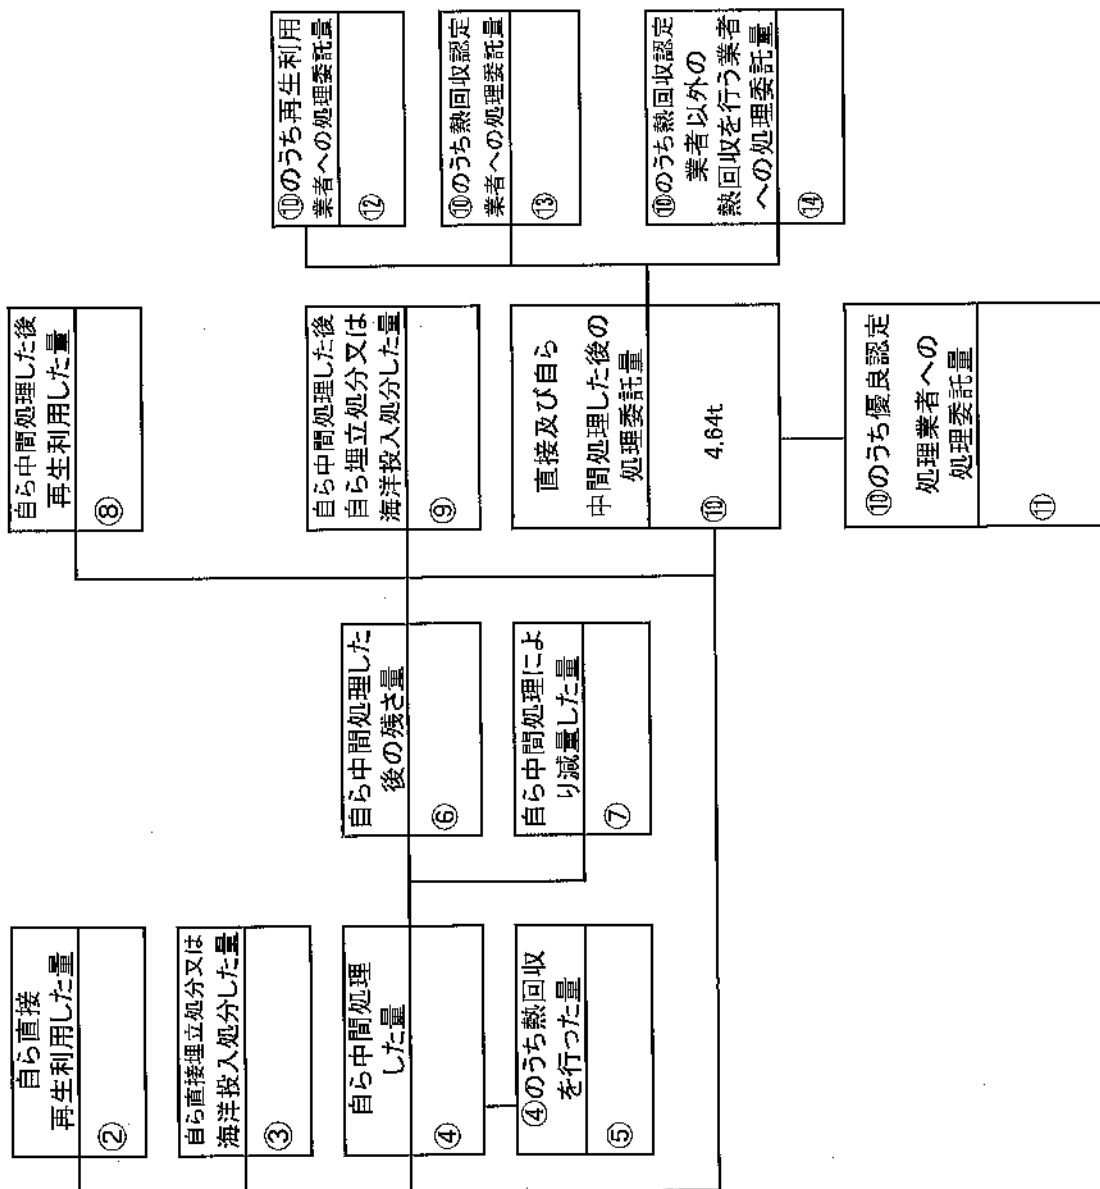 自ら直接
再生利用した量
②
自ら直接埋立処分又は
海洋投入処分した量
③
自ら中間処理
した量
④
④のうち熱回収
を行った量
⑤
自ら中間処理した
後の残さ量
⑥
自ら中間処理によ
り減量した量
⑦
自ら中間処理した後
再生利用した量
⑧
自ら中間処理した後
自ら埋立処分又は
海洋投入処分した量
⑨
直接及び自ら
中間処理した後の
処理委託量
⑩ 4.64t
⑩のうち優良認定
処理業者への
処理委託量
⑪
⑩のうち再生利用
業者への処理委託量
⑫
⑩のうち熱回収認定
業者への処理委託量
⑬
⑩のうち熱回収認定
業者以外の
熱回収を行う業者
への処理委託量
⑭